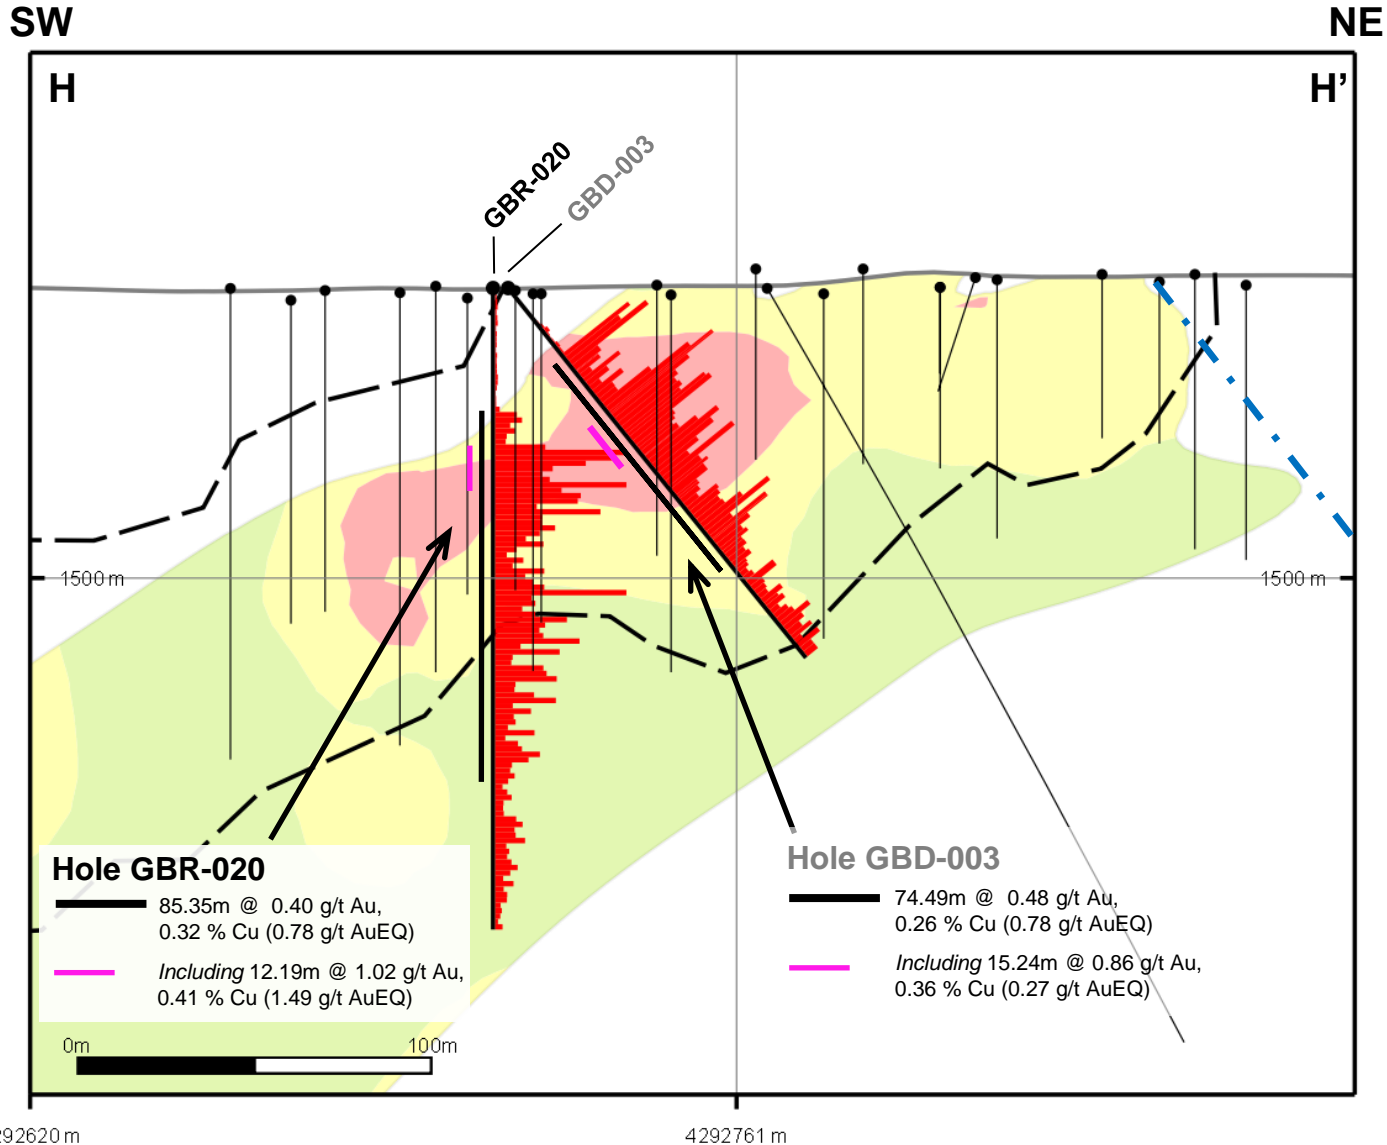 SW
NE
H
H’
GBR-020
GBD-003
1500 m
1500 m
Hole GBR-020
85.35m @ 0.40 g/t Au,
0.32 % Cu (0.78 g/t AuEQ)
Including 12.19m @ 1.02 g/t Au,
0.41 % Cu (1.49 g/t AuEQ)
Hole GBD-003
74.49m @ 0.48 g/t Au,
0.26 % Cu (0.78 g/t AuEQ)
Including 15.24m @ 0.86 g/t Au,
0.36 % Cu (0.27 g/t AuEQ)
0m
100m
292620 m
4292761 m